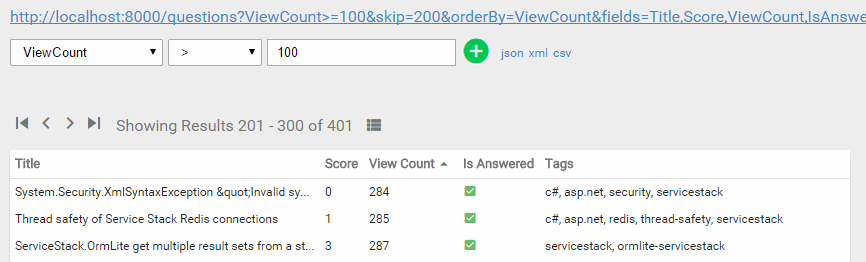 http://localhost:8000/questions?ViewCount>=100&skip=200&orderBy=ViewCount&fields=Title,Score,ViewCount,IsAnswe
ViewCount > 100 json xml csv
Showing Results 201 - 300 of 401
Title Score View Count Is Answered Tags
System.Security.XmlSyntaxException &quot;Invalid sy... 0 284 c#, asp.net, security, servicestack
Thread safety of Service Stack Redis connections 1 285 c#, asp.net, redis, thread-safety, servicestack
ServiceStack.OrmLite get multiple result sets from a st... 3 287 servicestack, ormlite-servicestack